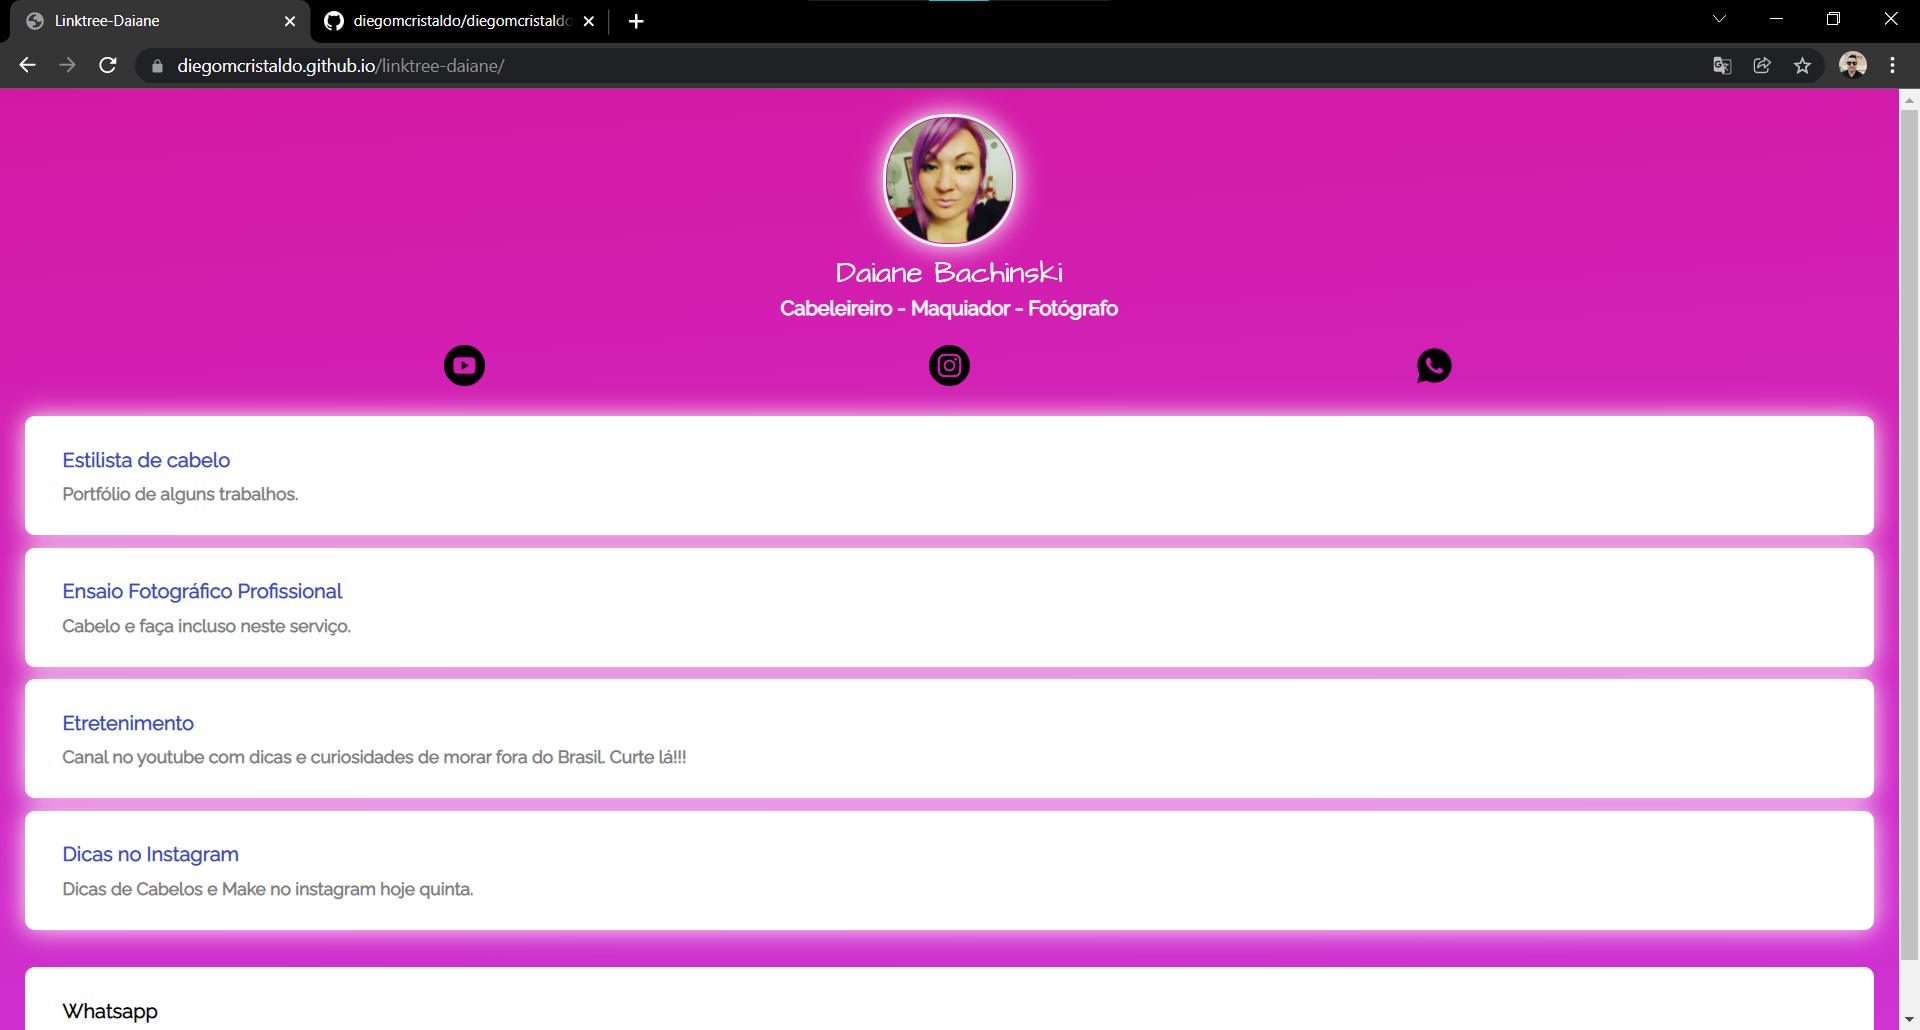 Linktree-Daiane
diegomcristaldo/diegomcristaldo
diegomcristaldo.github.io/linktree-daiane/
Daiane Bachinski
Cabeleireiro - Maquiador - Fotógrafo
Estilista de cabelo
Portfólio de alguns trabalhos.
Ensaio Fotográfico Profissional
Cabelo e faça incluso neste serviço.
Etretenimento
Canal no youtube com dicas e curiosidades de morar fora do Brasil. Curte lá!!!
Dicas no Instagram
Dicas de Cabelos e Make no instagram hoje quinta.
Whatsapp